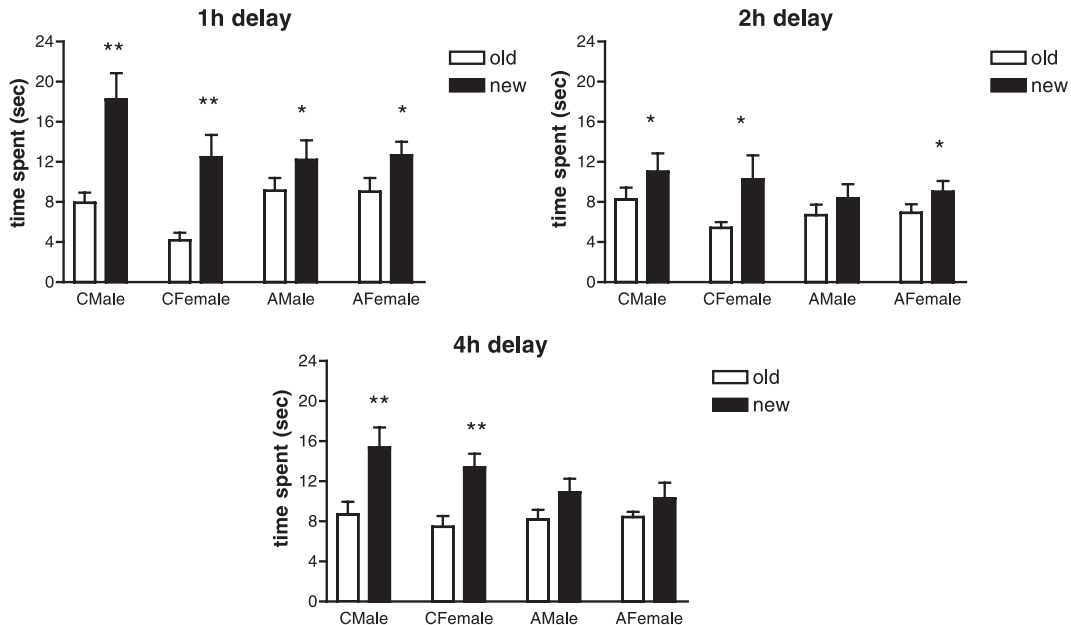 1h delay
time spent (sec)
24
20
16
12
8
4
0
** ** * *
old
new
CMale CFemale AMale AFemale
2h delay
time spent (sec)
24
20
16
12
8
4
0
* * *
old
new
CMale CFemale AMale AFemale
4h delay
time spent (sec)
24
20
16
12
8
4
0
** **
old
new
CMale CFemale AMale AFemale